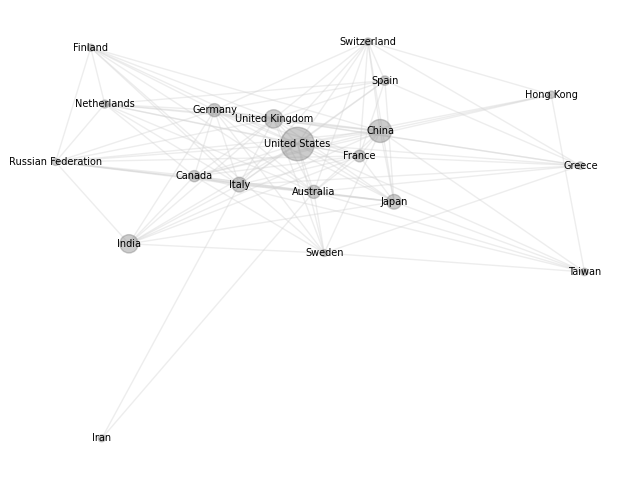 Switzerland
Finland
Spain
Hong Kong
Netherlands
Germany
United Kingdom
China
United States
France
Russian Federation
Greece
Canada
Italy
Australia
Japan
India
Sweden
Taiwan
Iran